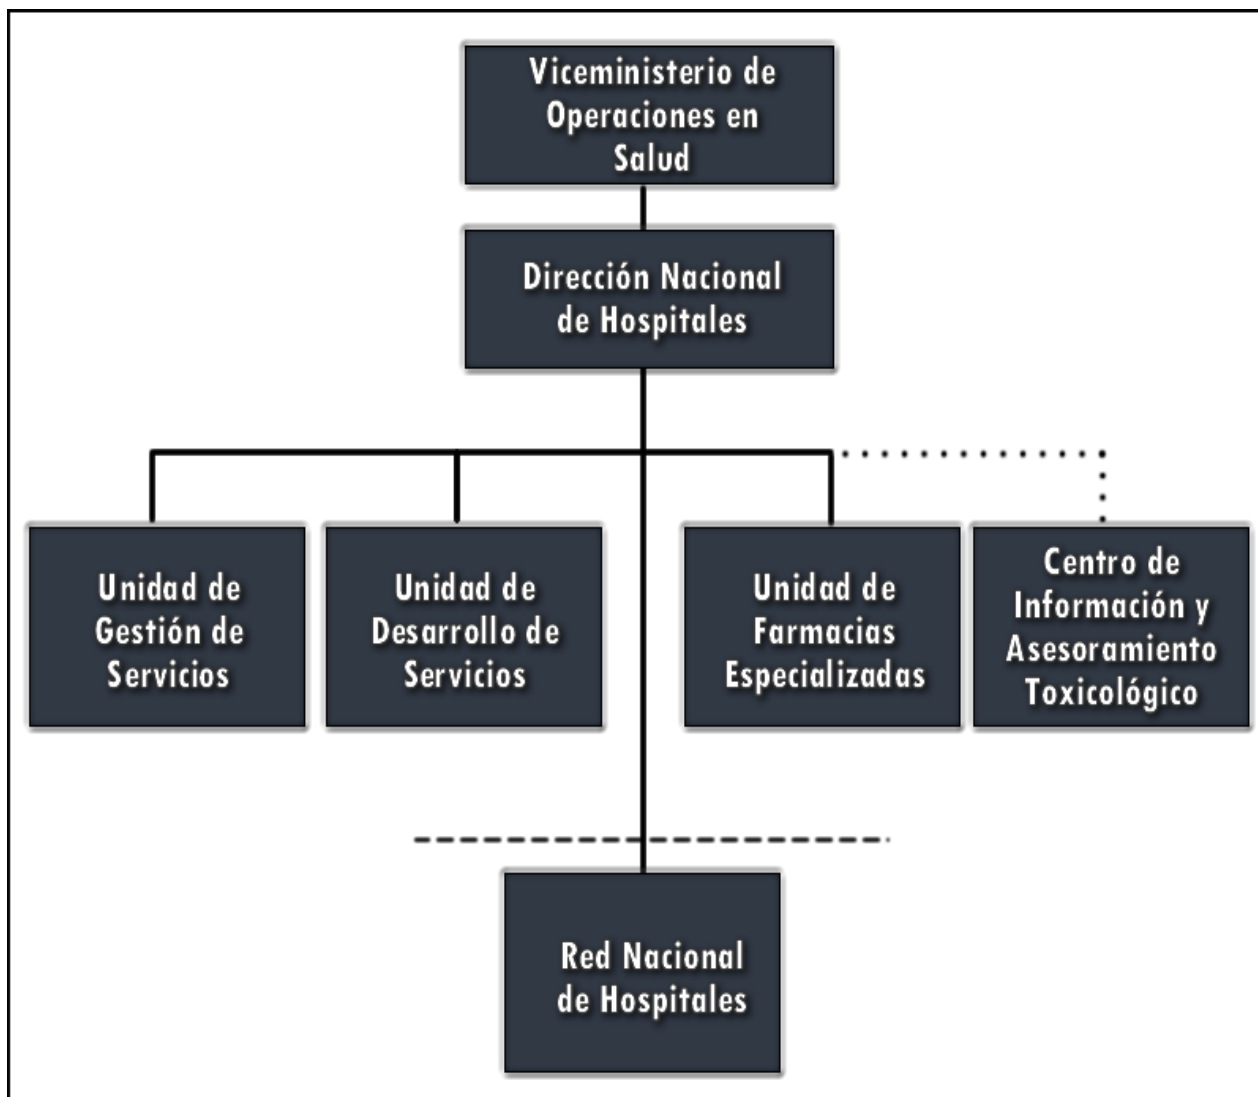 Viceministerio de
Operaciones en
Salud
Dirección Nacional
de Hospitales
Unidad de
Gestión de
Servicios
Unidad de
Desarrollo de
Servicios
Unidad de
Farmacias
Especializadas
Centro de
Información y
Asesoramiento
Toxicológico
Red Nacional
de Hospitales